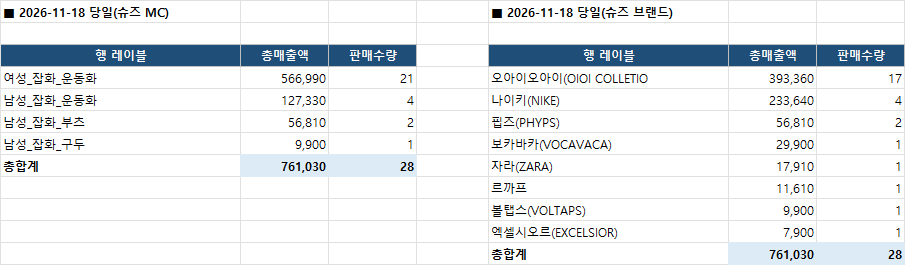 ■ 2026-11-18 당일(슈즈 MC)
행 레이블 총매출액 판매수량
여성_잡화_운동화 566,990 21
남성_잡화_운동화 127,330 4
남성_잡화_부츠 56,810 2
남성_잡화_구두 9,900 1
총합계 761,030 28
■ 2026-11-18 당일(슈즈 브랜드)
행 레이블 총매출액 판매수량
오아이오아이(OIOI COLLETIO 393,360 17
나이키(NIKE) 233,640 4
핍즈(PHYPS) 56,810 2
보카바카(VOCAVACA) 29,900 1
자라(ZARA) 17,910 1
르까프 11,610 1
볼탭스(VOLTAPS) 9,900 1
엑셀시오르(EXCELSIOR) 7,900 1
총합계 761,030 28